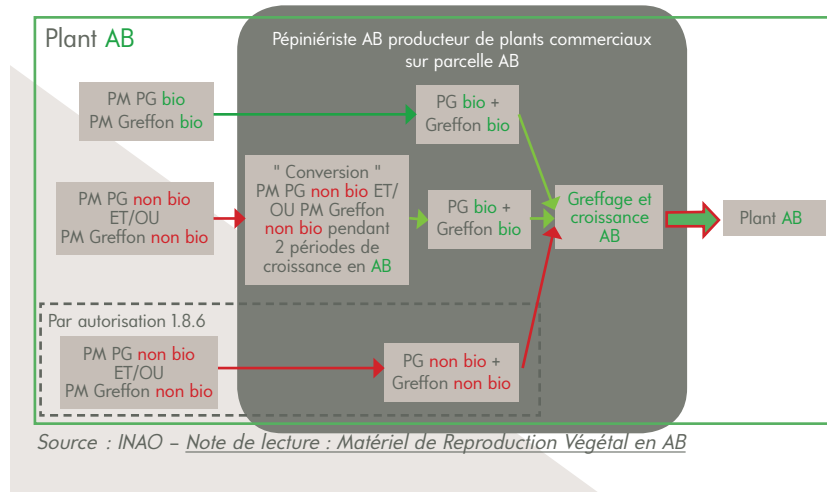 Plant AB
Pépiniériste AB producteur de plants commerciaux
sur parcelle AB
PM PG bio
PM Greffon bio
PG bio +
Greffon bio
PM PG non bio
ET/OU
PM Greffon non bio
" Conversion "
PM PG non bio ET/
OU PM Greffon
non bio pendant
2 périodes de
croissance en AB
PG bio +
Greffon bio
Greffage et
croissance
AB
Plant AB
Par autorisation 1.8.6
PM PG non bio
ET/OU
PM Greffon non bio
PG non bio +
Greffon non bio
Source : INAO – Note de lecture : Matériel de Reproduction Végétal en AB